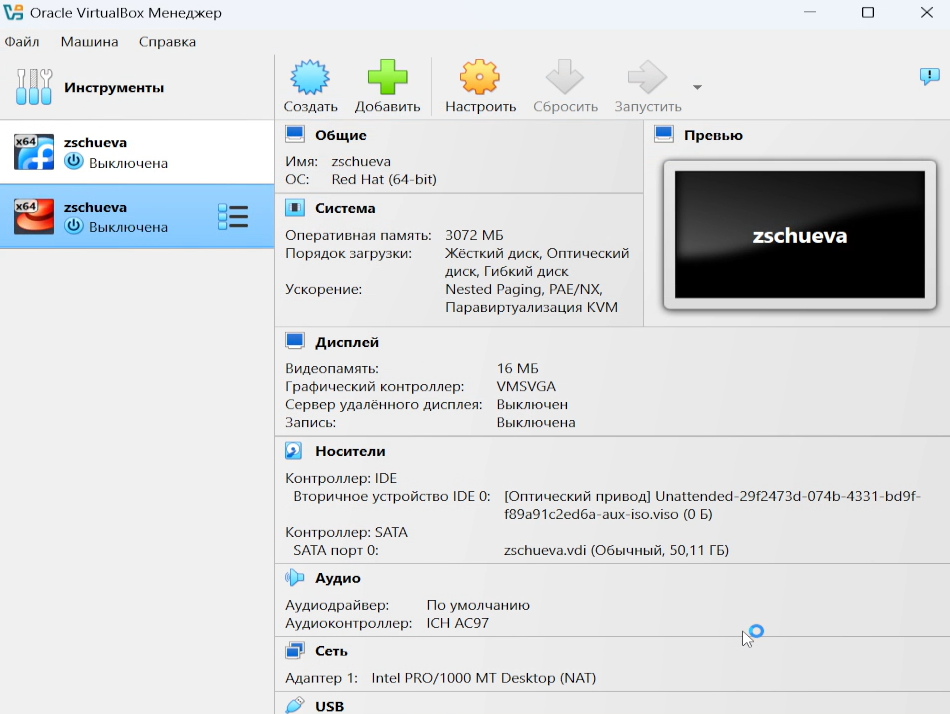 Oracle VirtualBox Менеджер
Файл Машина Справка
Инструменты
Создать Добавить Настроить Сбросить Запустить
x64 zschueva
Выключена
x64 zschueva
Выключена
Общие
Имя: zschueva
ОС: Red Hat (64-bit)
Превью
zschueva
Система
Оперативная память: 3072 МБ
Порядок загрузки: Жёсткий диск, Оптический
диск, Гибкий диск
Ускорение: Nested Paging, PAE/NX,
Паравиртуализация KVM
Дисплей
Видеопамять: 16 МБ
Графический контроллер: VMSVGA
Сервер удалённого дисплея: Выключен
Запись: Выключена
Носители
Контроллер: IDE
Вторичное устройство IDE 0: [Оптический привод] Unattended-29f2473d-074b-4331-bd9f-
f89a91c2ed6a-aux-iso.viso (0 Б)
Контроллер: SATA
SATA порт 0: zschueva.vdi (Обычный, 50,11 ГБ)
Аудио
Аудиодрайвер: По умолчанию
Аудиоконтроллер: ICH AC97
Сеть
Адаптер 1: Intel PRO/1000 MT Desktop (NAT)
USB